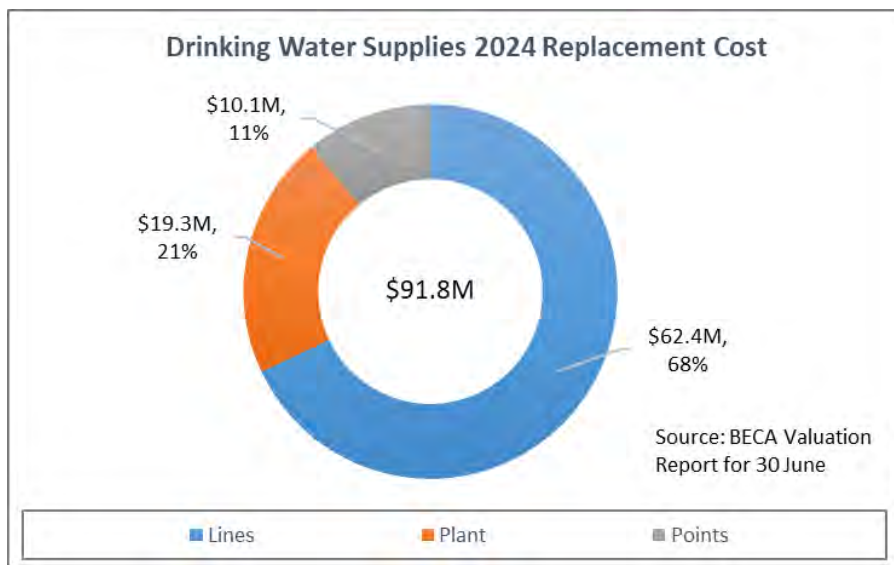 Drinking Water Supplies 2024 Replacement Cost
$10.1M,
11%
$19.3M,
21%
$91.8M
$62.4M,
68%
Source: BECA Valuation
Report for 30 June
Lines
Plant
Points